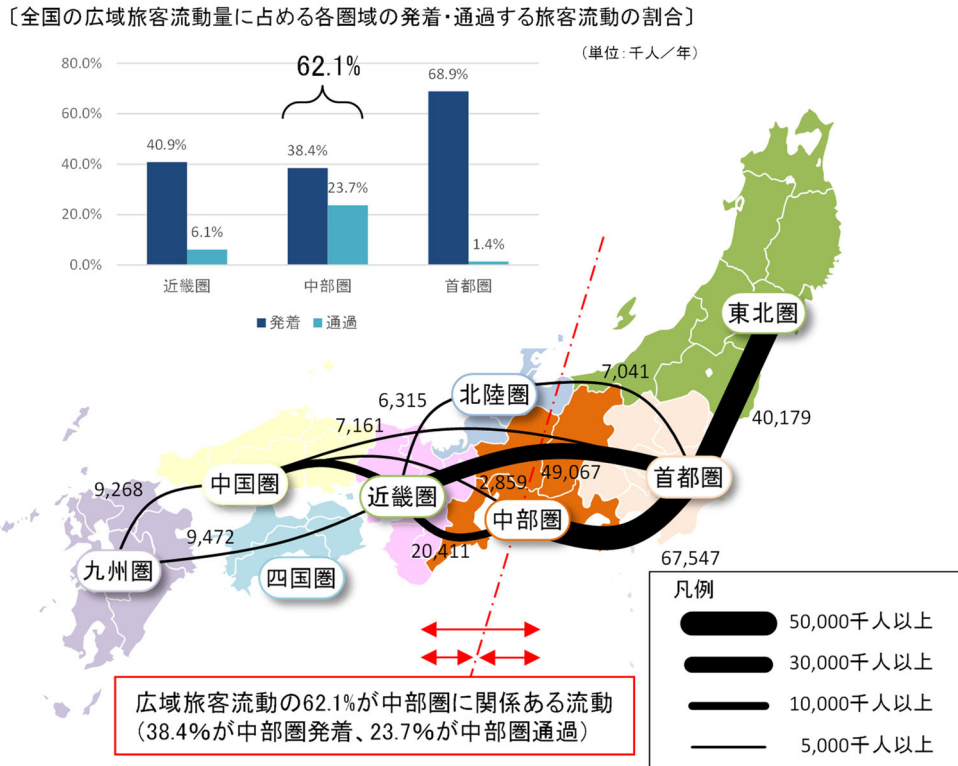 〔全国の広域旅客流動量に占める各圏域の発着・通過する旅客流動の割合〕
（単位：千人／年）
80.0%
60.0%
40.0%
20.0%
0.0%
62.1%
40.9%
6.1%
38.4%
23.7%
68.9%
1.4%
近畿圏
中部圏
首都圏
発着
通過
東北圏
北陸圏
7,041
6,315
7,161
40,179
中国圏
近畿圏
2,859
49,067
首都圏
9,268
中部圏
9,472
20,411
九州圏
四国圏
67,547
凡例
50,000千人以上
30,000千人以上
10,000千人以上
5,000千人以上
広域旅客流動の62.1%が中部圏に関係ある流動
（38.4%が中部圏発着、23.7%が中部圏通過）